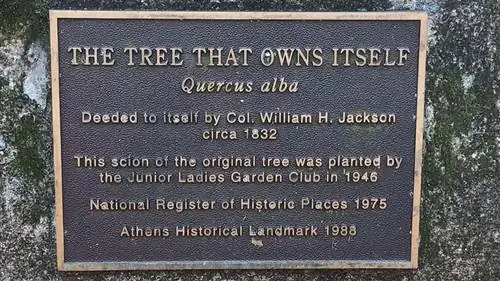 THE TREE THAT OWNS ITSELF
Quercus alba
Deeded to itself by Col. William H. Jackson
circa 1832
This scion of the original tree was planted by
the Junior Ladies Garden Club in 1946
National Register of Historic Places 1975
Athens Historical Landmark 1988